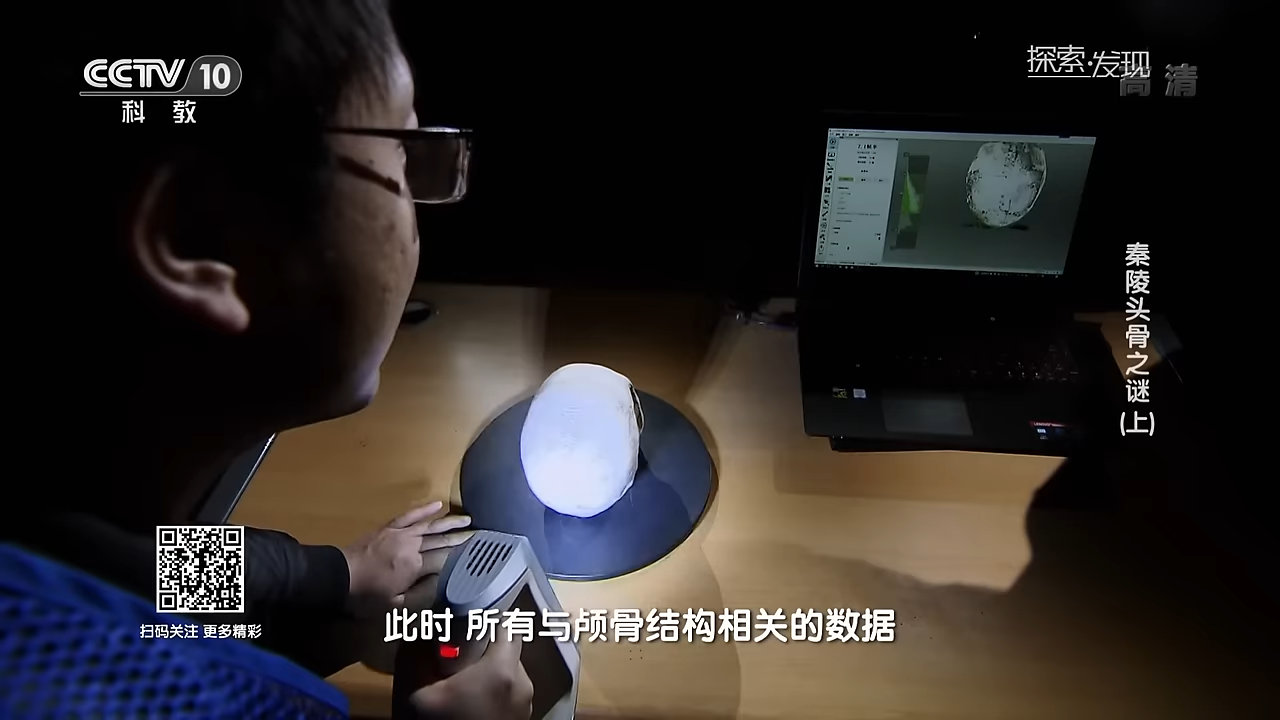 CCTV 10
科 教
探索·发现
高清
秦陵头骨之谜(上)
扫码关注 更多精彩
此时 所有与颅骨结构相关的数据